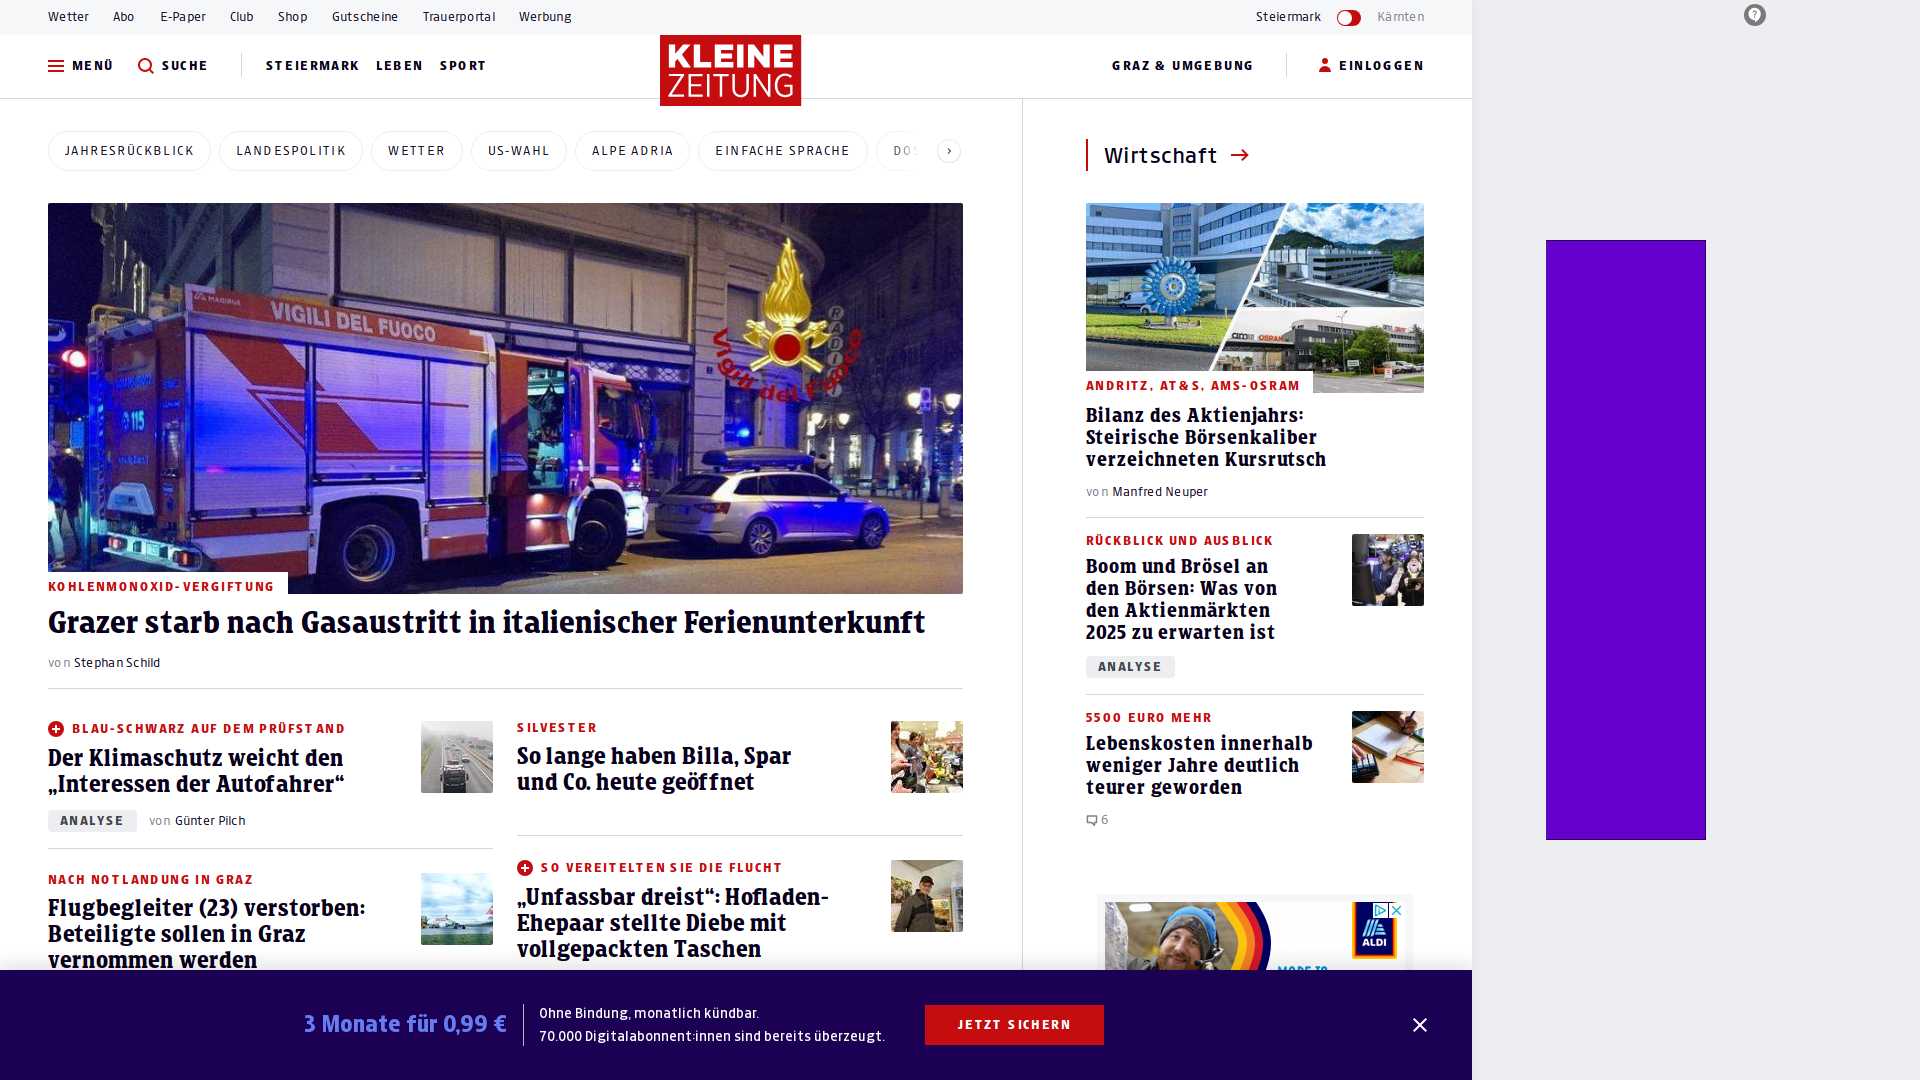 Wetter Abo E-Paper Club Shop Gutscheine Trauerportal Werbung Steiermark Kärnten
MENÜ SUCHE STEIERMARK LEBEN SPORT
KLEINE
ZEITUNG
GRAZ & UMGEBUNG EINLOGGEN
JAHRESRÜCKBLICK LANDESPOLITIK WETTER US-WAHL ALPE ADRIA EINFACHE SPRACHE
MAGIRUS
VIGILI DEL FUOCO
Vigili del Fuoco
RADIO
115
KOHLENMONOXID-VERGIFTUNG
Grazer starb nach Gasaustritt in italienischer Ferienunterkunft
von Stephan Schild
BLAU-SCHWARZ AUF DEM PRÜFSTAND
Der Klimaschutz weicht den
„Interessen der Autofahrer“
ANALYSE von Günter Pilch
NACH NOTLANDUNG IN GRAZ
Flugbegleiter (23) verstorben:
Beteiligte sollen in Graz
vernommen werden
SILVESTER
So lange haben Billa, Spar
und Co. heute geöffnet
SO VEREITELTEN SIE DIE FLUCHT
„Unfassbar dreist“: Hofladen-
Ehepaar stellte Diebe mit
vollgepackten Taschen
Wirtschaft
OSRAM
ANDRITZ, AT&S, AMS-OSRAM
Bilanz des Aktienjahrs:
Steirische Börsenkaliber
verzeichneten Kursrutsch
von Manfred Neuper
RÜCKBLICK UND AUSBLICK
Boom und Brösel an
den Börsen: Was von
den Aktienmärkten
2025 zu erwarten ist
ANALYSE
5500 EURO MEHR
Lebenskosten innerhalb
weniger Jahre deutlich
teurer geworden
6
ALDI
3 Monate für 0,99 €
Ohne Bindung, monatlich kündbar.
70.000 Digitalabonnent:innen sind bereits überzeugt.
JETZT SICHERN